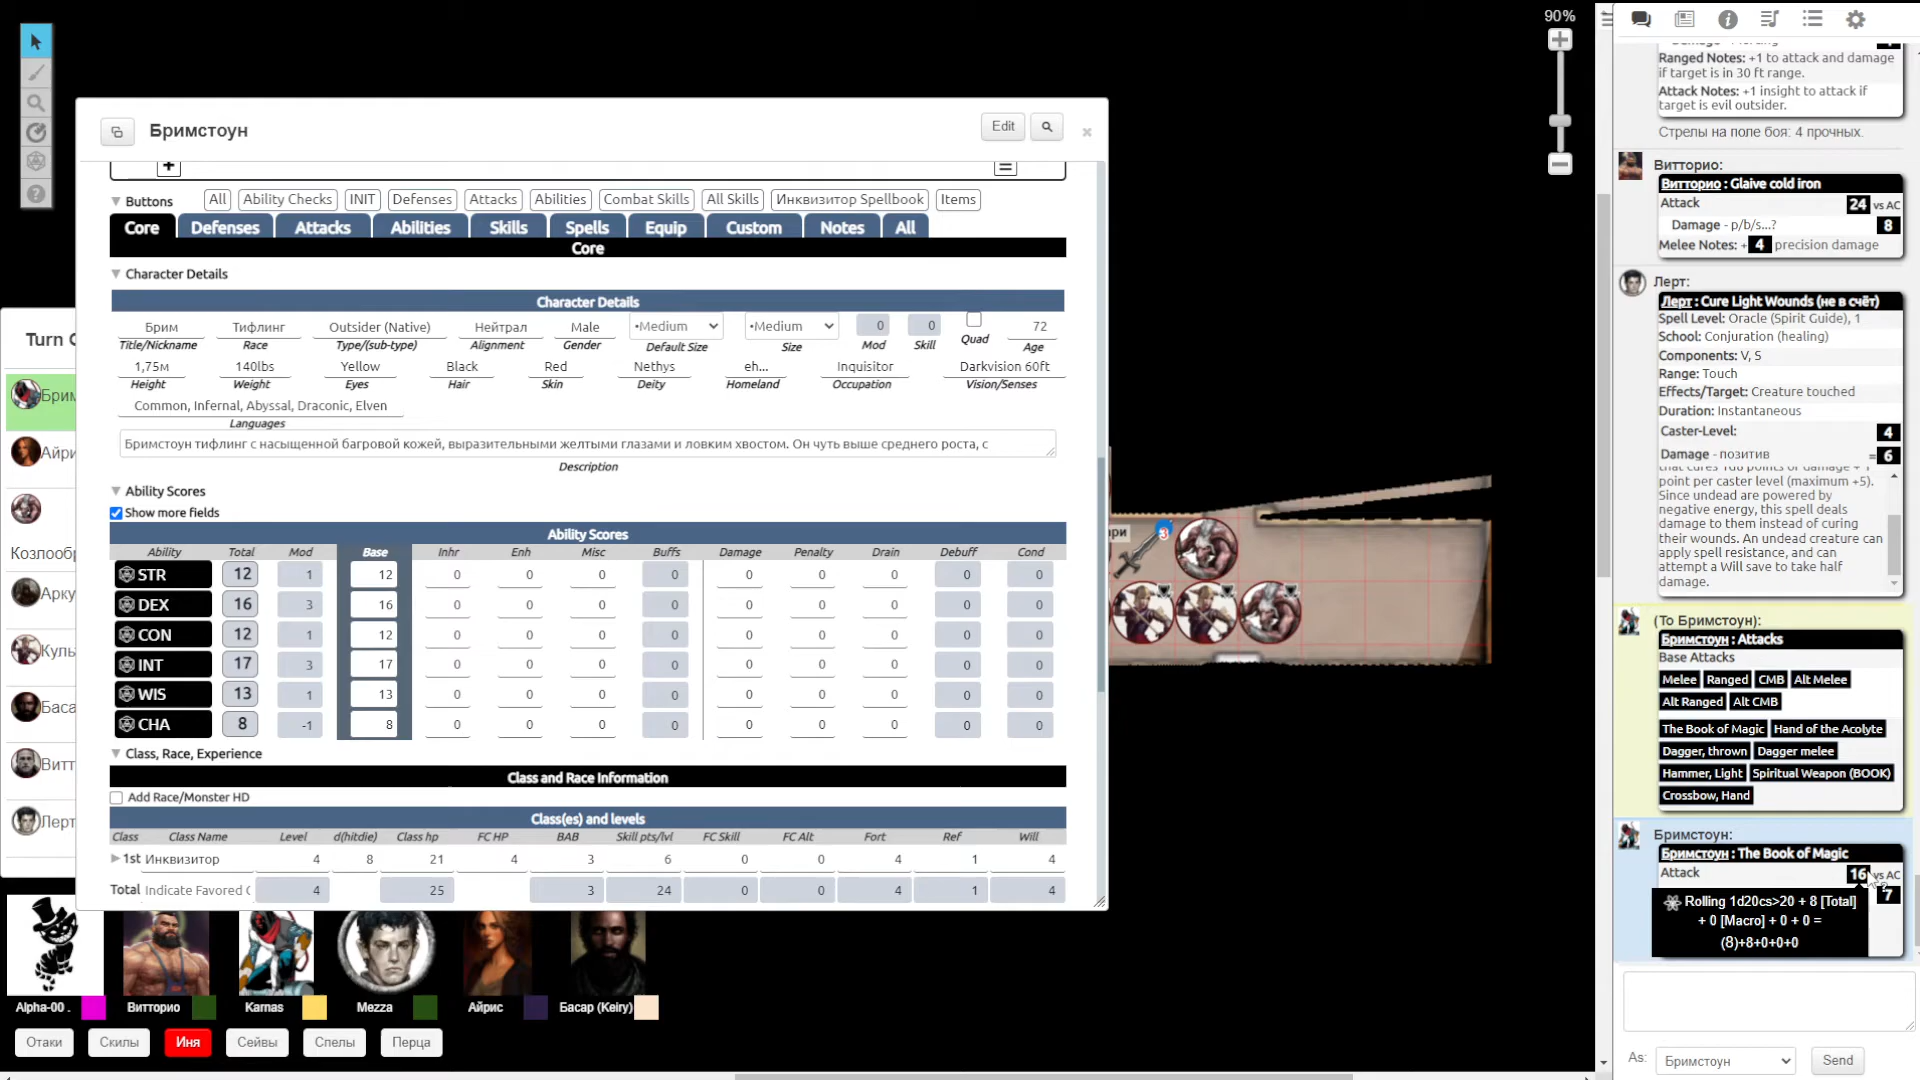 90%
Бримстоун
Edit
Buttons
All
Ability Checks
INIT
Defenses
Attacks
Abilities
Combat Skills
All Skills
Инквизитор Spellbook
Items
Core
Defenses
Attacks
Abilities
Skills
Spells
Equip
Custom
Notes
All
Core
Character Details
Character Details
Брим Тифлинг Outsider (Native) Нейтрал Male •Medium •Medium 0 0 72
Title/Nickname Race Type/(sub-type) Alignment Gender Default Size Size Mod Skill Quad Age
1,75м 140lbs Yellow Black Red Nethys eh... Inquisitor Darkvision 60ft
Height Weight Eyes Hair Skin Deity Homeland Occupation Vision/Senses
Common, Infernal, Abyssal, Draconic, Elven
Languages
Бримстоун тифлинг с насыщенной багровой кожей, выразительными желтыми глазами и ловким хвостом. Он чуть выше среднего роста, с
Description
Ability Scores
Show more fields
Ability Scores
Ability Total Mod Base Inhr Enh Misc Buffs Damage Penalty Drain Debuff Cond
STR 12 1 12 0 0 0 0 0 0 0 0 0
DEX 16 3 16 0 0 0 0 0 0 0 0 0
CON 12 1 12 0 0 0 0 0 0 0 0 0
INT 17 3 17 0 0 0 0 0 0 0 0 0
WIS 13 1 13 0 0 0 0 0 0 0 0 0
CHA 8 -1 8 0 0 0 0 0 0 0 0 0
Class, Race, Experience
Class and Race Information
Add Race/Monster HD
Class(es) and levels
Class Class Name Level d(hitdie) Class hp FC HP BAB Skill pts/lvl FC Skill FC Alt Fort Ref Will
1st Инквизитор 4 8 21 4 3 6 0 0 4 1 4
Total Indicate Favored C 4 25 3 24 0 0 4 1 4
Turn C
Брим
Айри
Козлообр
Арку
Куль
Баса
Витт
Лерт
ари
3
Alpha-00 .
Витторио
Karnas
Mezza
Айрис
Басар (Keiry)
Отаки
Скилы
Иня
Сейвы
Спелы
Перца
Ranged Notes: +1 to attack and damage
if target is in 30 ft range.
Attack Notes: +1 insight to attack if
target is evil outsider.
Стрелы на поле боя: 4 прочных.
Витторио:
Витторио : Glaive cold iron
Attack 24 vs AC
Damage - p/b/s...? 8
Melee Notes: + 4 precision damage
Лерт:
Лерт : Cure Light Wounds (не в счёт)
Spell Level: Oracle (Spirit Guide), 1
School: Conjuration (healing)
Components: V, S
Range: Touch
Effects/Target: Creature touched
Duration: Instantaneous
Caster-Level: 4
Damage - позитив = 6
that cures 1d8 points of damage + 1
point per caster level (maximum +5).
Since undead are powered by
negative energy, this spell deals
damage to them instead of curing
their wounds. An undead creature can
apply spell resistance, and can
attempt a Will save to take half
damage.
(To Бримстоун):
Бримстоун : Attacks
Base Attacks
Melee Ranged CMB Alt Melee
Alt Ranged Alt CMB
The Book of Magic Hand of the Acolyte
Dagger, thrown Dagger melee
Hammer, Light Spiritual Weapon (BOOK)
Crossbow, Hand
Бримстоун:
Бримстоун : The Book of Magic
Attack 16 vs AC
7
Rolling 1d20cs>20 + 8 [Total]
+ 0 [Macro] + 0 + 0 =
(8)+8+0+0+0
As: Бримстоун Send